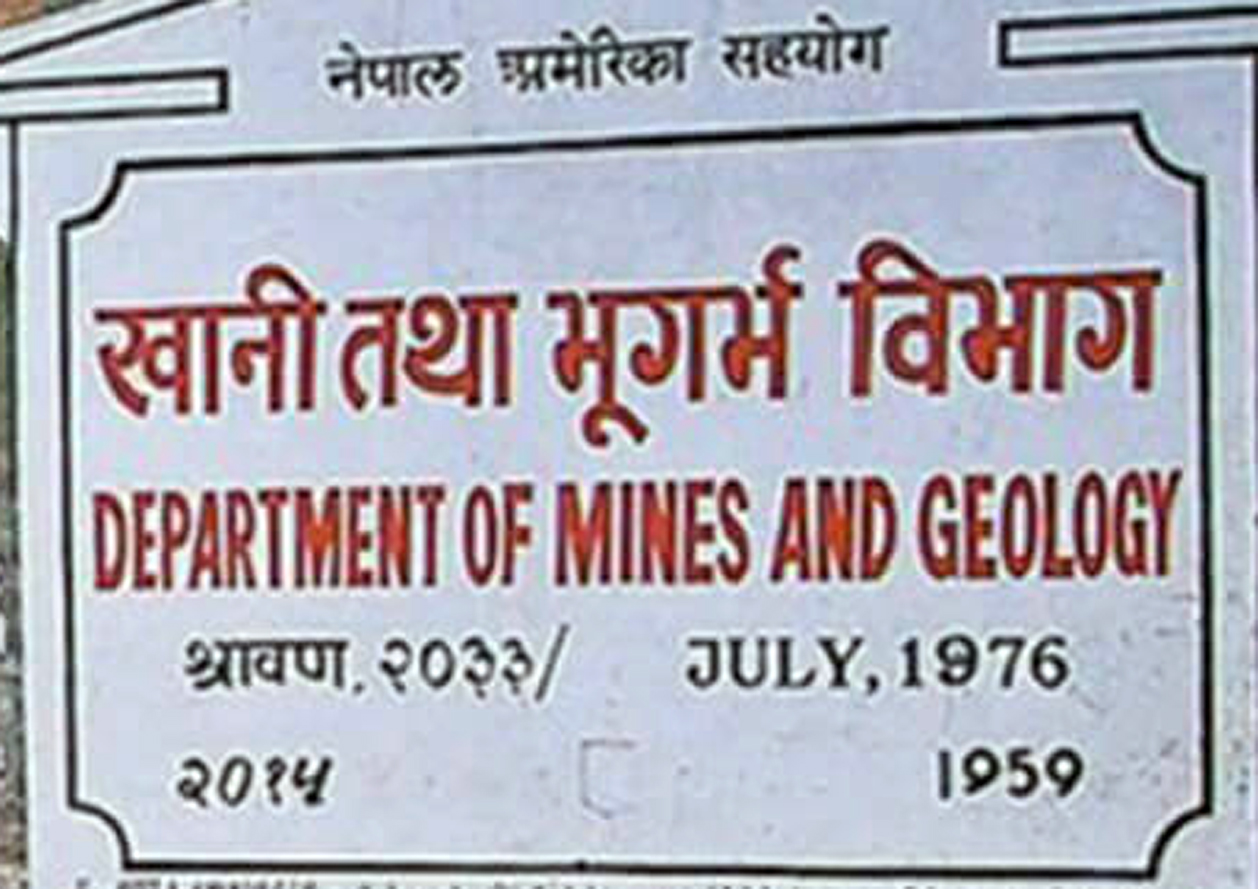 नेपाल अमेरिका सहयोग
खानी तथा भूगर्भ विभाग
DEPARTMENT OF MINES AND GEOLOGY
श्रावण, २०३३/ JULY, 1976
२०१५ 1959